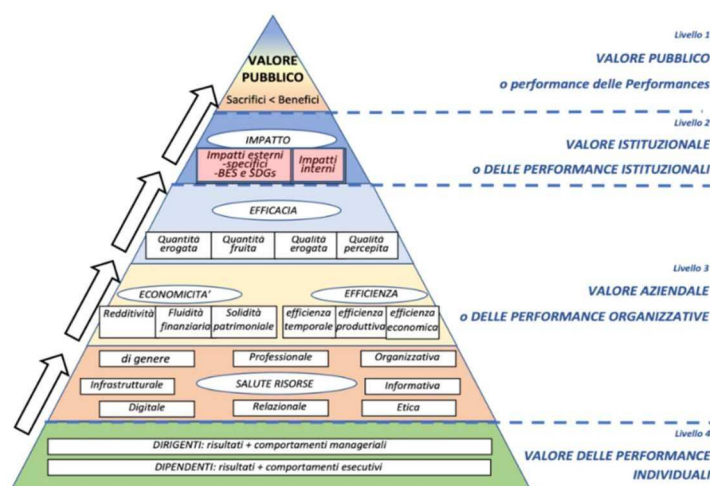 Livello 1
VALORE PUBBLICO
o performance delle Performances
VALORE
PUBBLICO
Sacrifici < Benefici
Livello 2
VALORE ISTITUZIONALE
o DELLE PERFORMANCE ISTITUZIONALI
IMPATTO
Impatti esterni
-specifici
-BES e SDGs
Impatti
interni
EFFICACIA
Quantità
erogata
Quantità
fruita
Qualità
erogata
Qualità
percepita
Livello 3
VALORE AZIENDALE
o DELLE PERFORMANCE ORGANIZZATIVE
ECONOMICITA'
EFFICIENZA
Redditività
Fluidità
finanziaria
Solidità
patrimoniale
efficienza
temporale
efficienza
produttiva
efficienza
economica
di genere
Professionale
Organizzativa
Infrastrutturale
SALUTE RISORSE
Informativa
Digitale
Relazionale
Etica
Livello 4
VALORE DELLE PERFORMANCE
INDIVIDUALI
DIRIGENTI: risultati + comportamenti manageriali
DIPENDENTI: risultati + comportamenti esecutivi